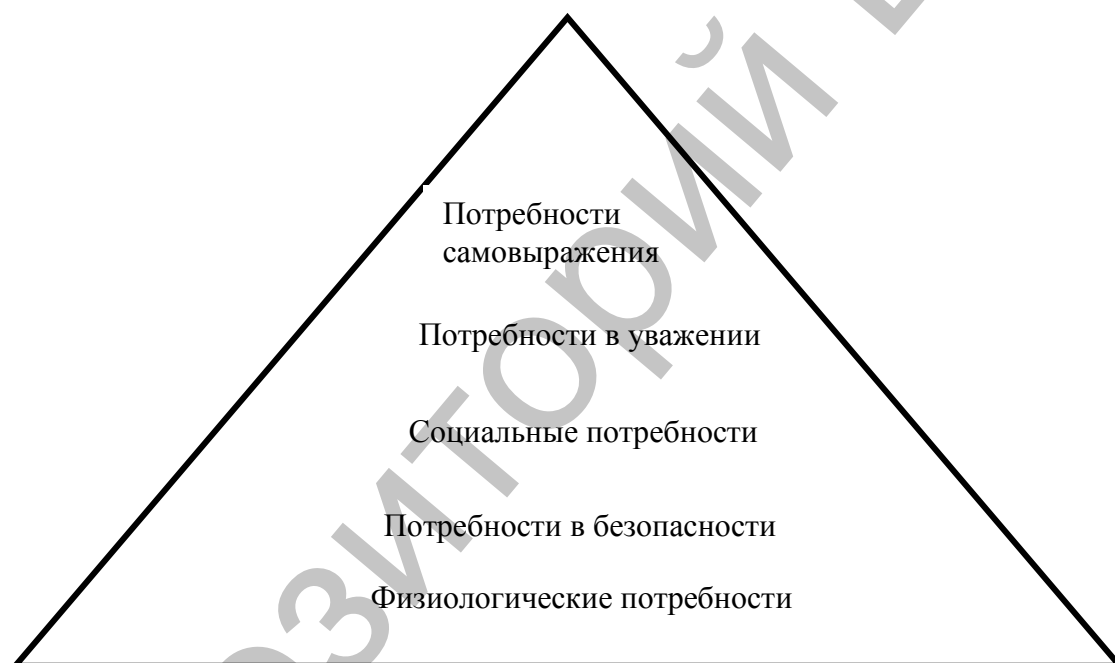 Потребности
самовыражения
Потребности в уважении
Социальные потребности
Потребности в безопасности
Физиологические потребности